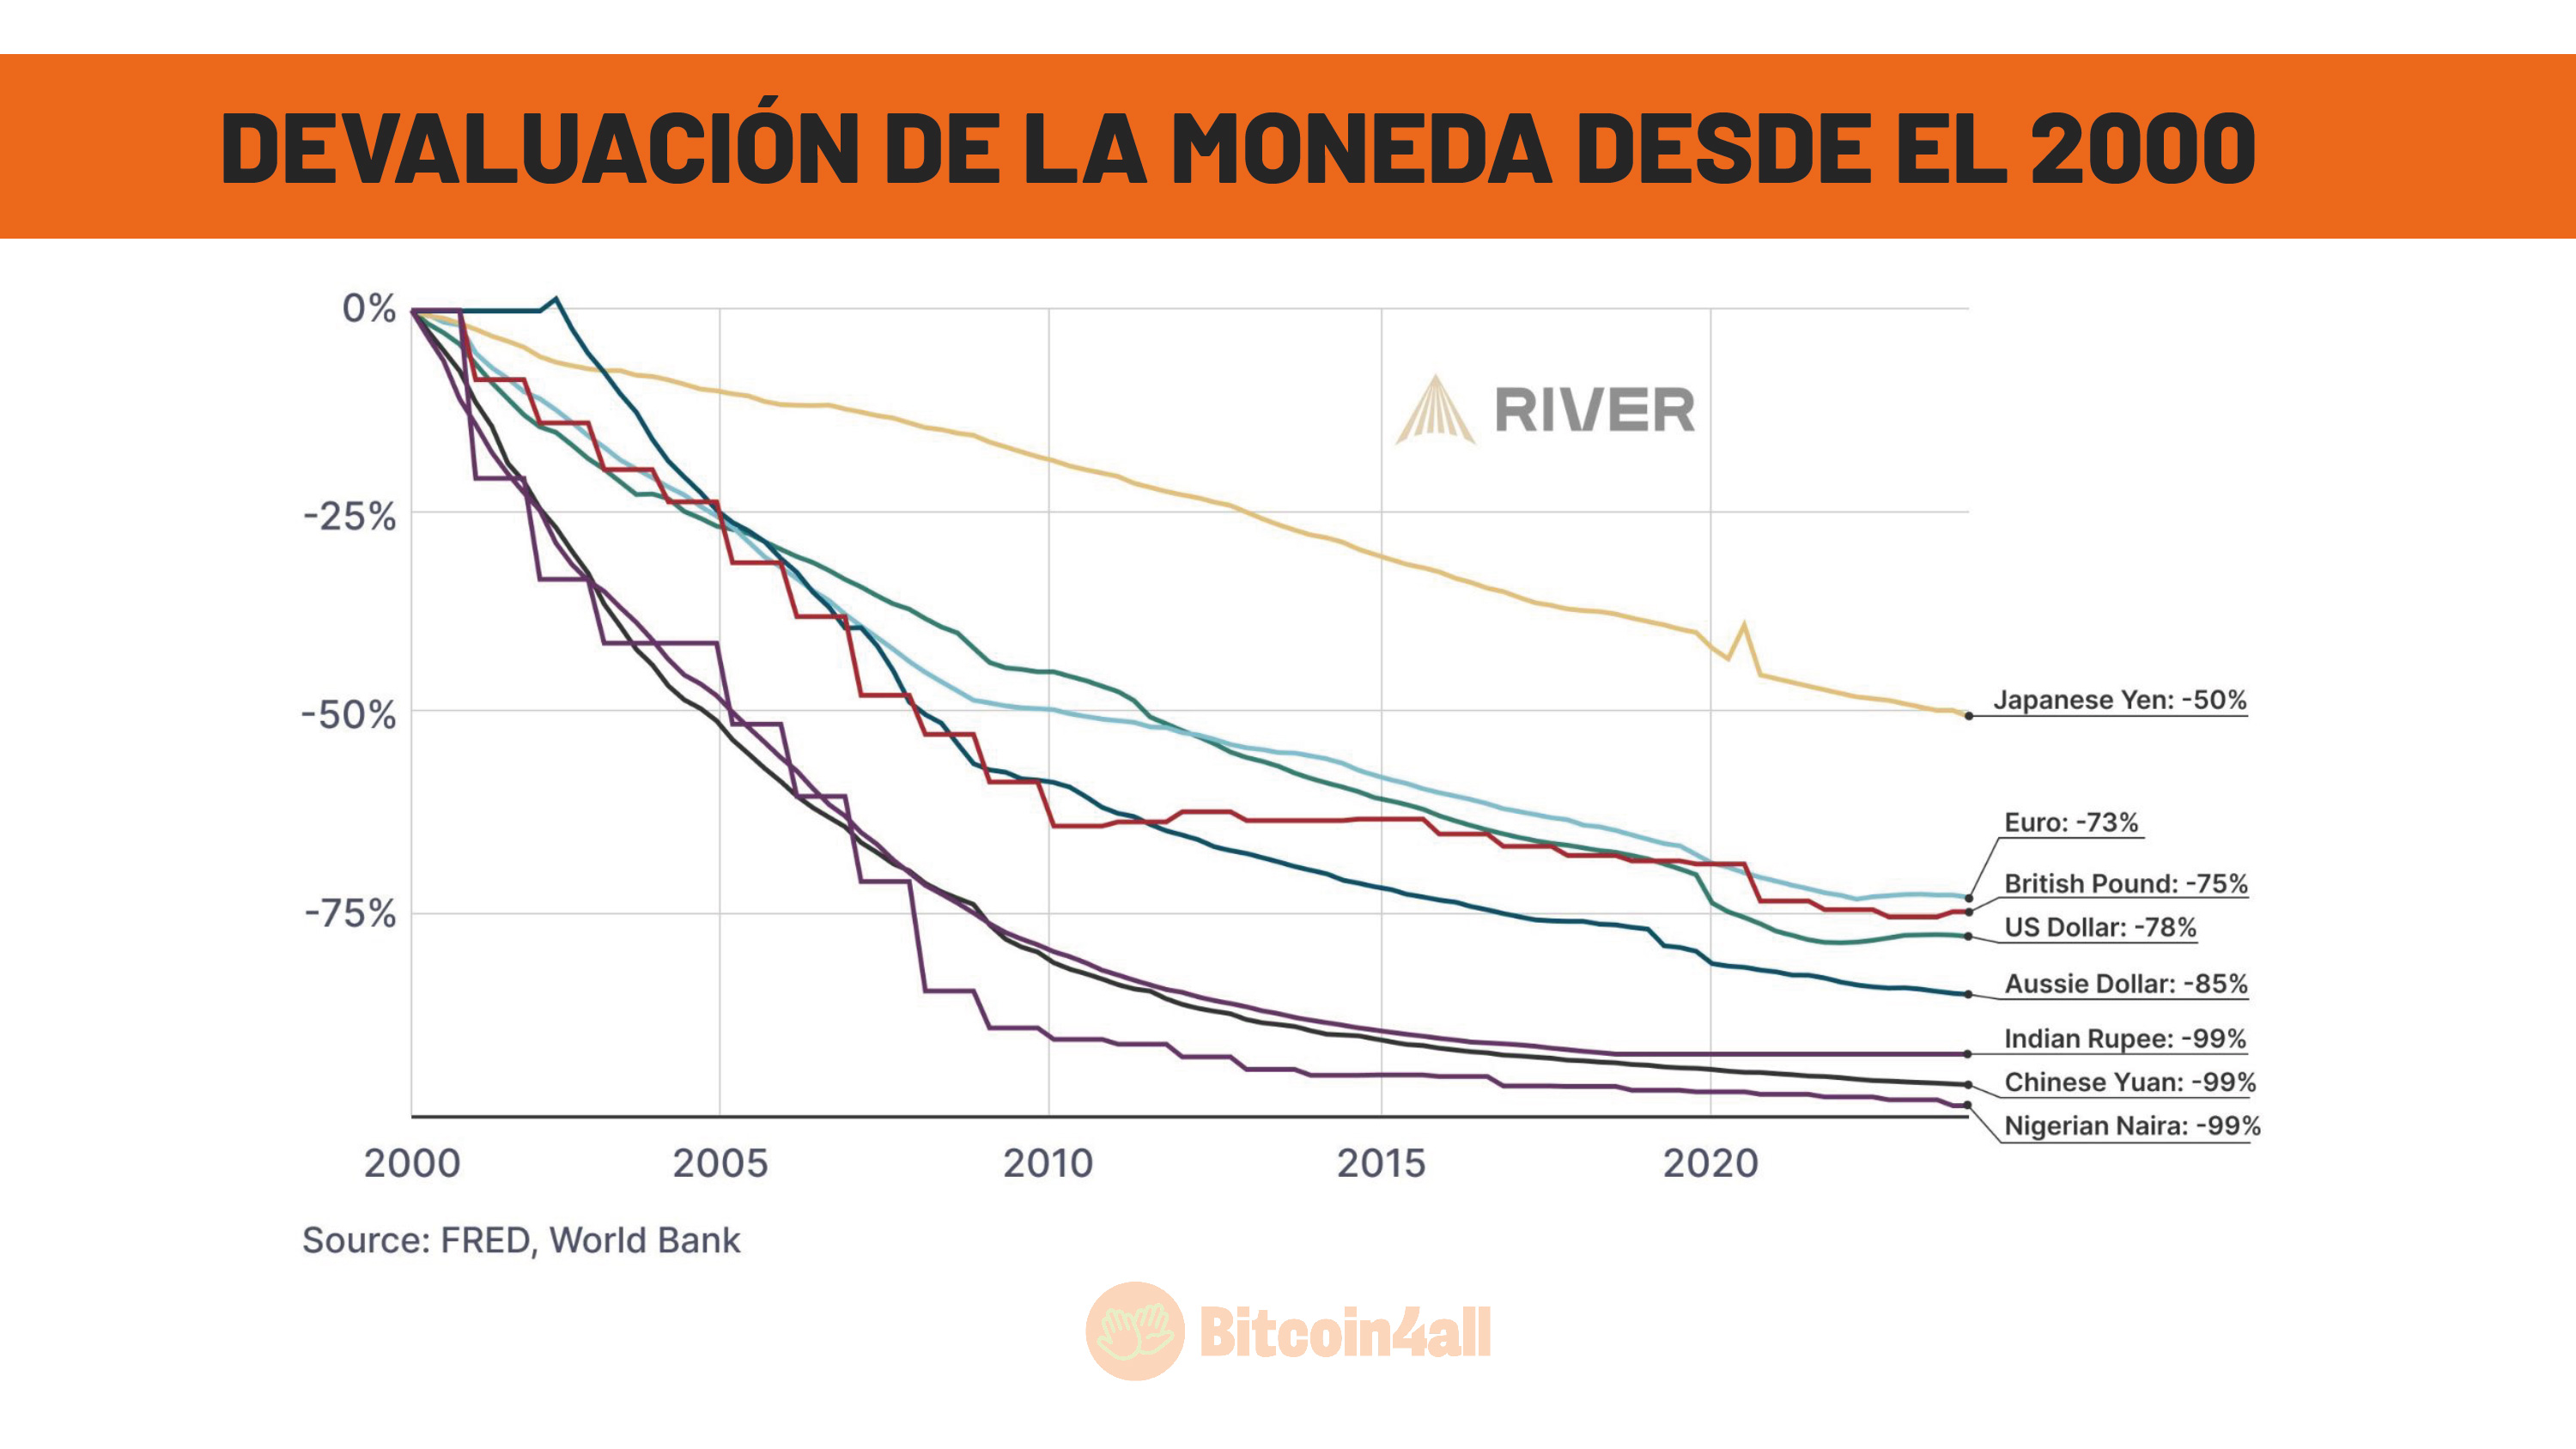 DEVALUACIÓN DE LA MONEDA DESDE EL 2000
0%
-25%
-50%
-75%
RIVER
Japanese Yen: -50%
Euro: -73%
British Pound: -75%
US Dollar: -78%
Aussie Dollar: -85%
Indian Rupee: -99%
Chinese Yuan: -99%
Nigerian Naira: -99%
2000 2005 2010 2015 2020
Source: FRED, World Bank
Bitcoin4all